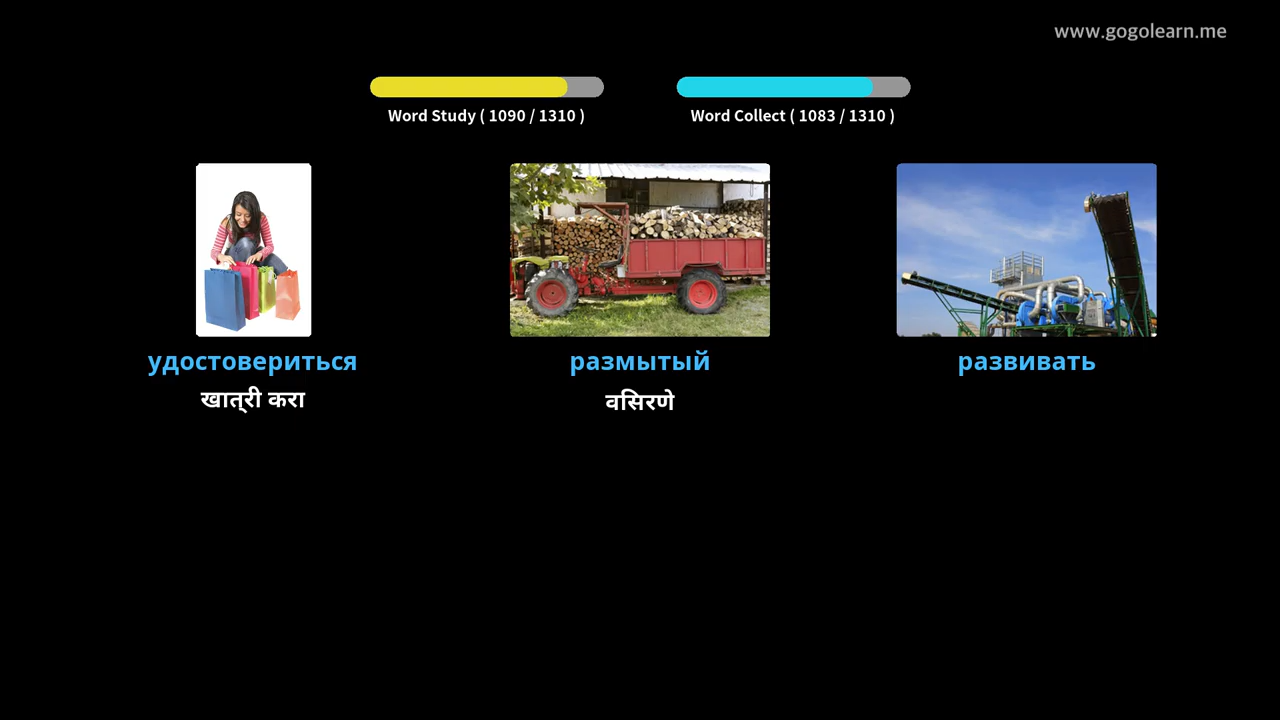 www.gogolearn.me
Word Study ( 1090 / 1310 )
Word Collect ( 1083 / 1310 )
удостовериться
размытый
развивать
खात्री करा
वसिरणे